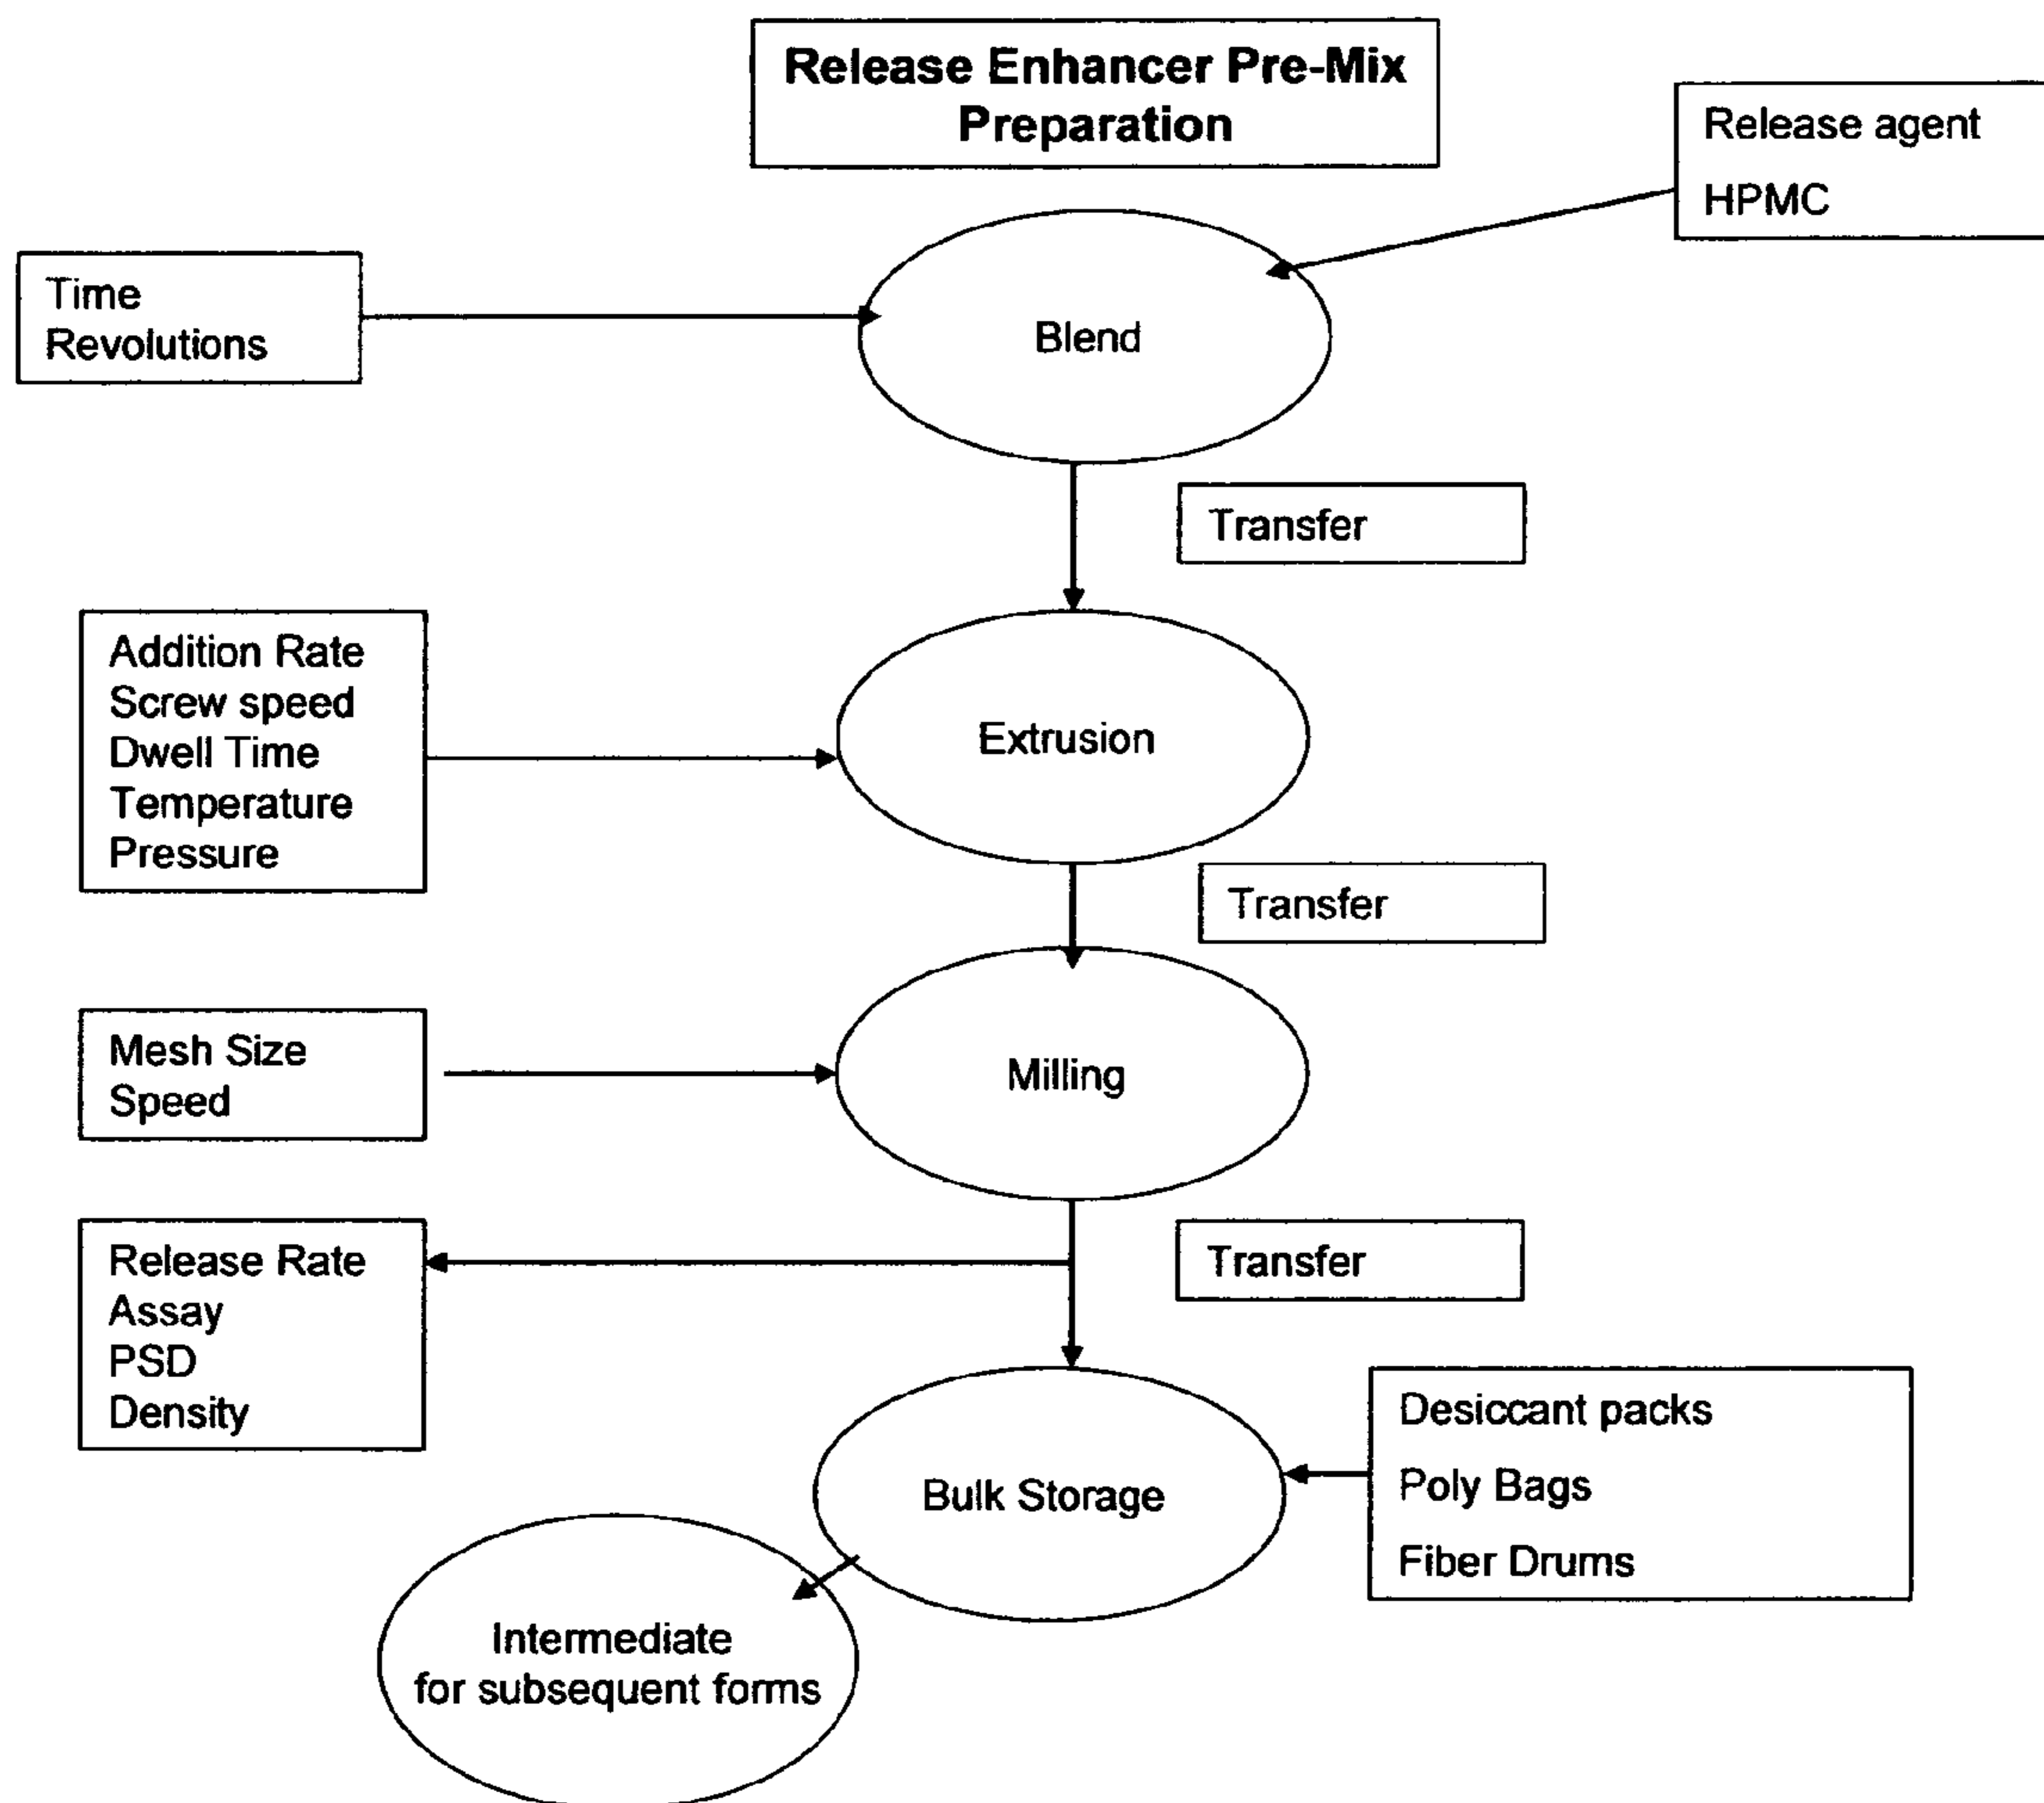 Release Enhancer Pre-Mix
Preparation
Release agent
HPMC
Time
Revolutions
Blend
Transfer
Addition Rate
Screw speed
Dwell Time
Temperature
Pressure
Extrusion
Transfer
Mesh Size
Speed
Milling
Release Rate
Assay
PSD
Density
Transfer
Desiccant packs
Poly Bags
Fiber Drums
Bulk Storage
Intermediate
for subsequent forms